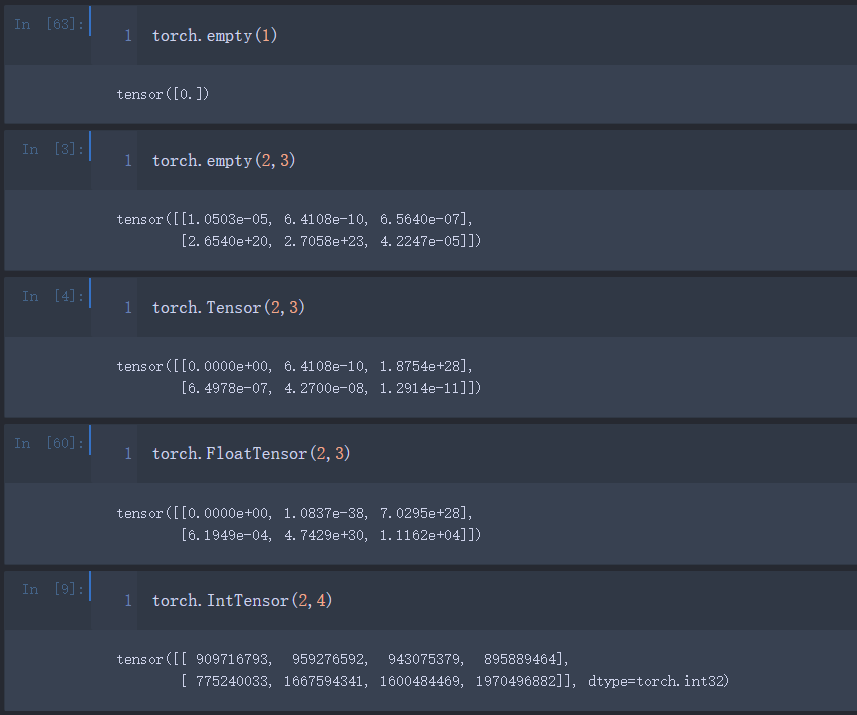 In [63]:
1 torch.empty(1)
tensor([0.])
In [3]:
1 torch.empty(2,3)
tensor([[1.0503e-05, 6.4108e-10, 6.5640e-07],
[2.6540e+20, 2.7058e+23, 4.2247e-05]])
In [4]:
1 torch.Tensor(2,3)
tensor([[0.0000e+00, 6.4108e-10, 1.8754e+28],
[6.4978e-07, 4.2700e-08, 1.2914e-11]])
In [60]:
1 torch.FloatTensor(2,3)
tensor([[0.0000e+00, 1.0837e-38, 7.0295e+28],
[6.1949e-04, 4.7429e+30, 1.1162e+04]])
In [9]:
1 torch.IntTensor(2,4)
tensor([[ 909716793, 959276592, 943075379, 895889464],
[ 775240033, 1667594341, 1600484469, 1970496882]], dtype=torch.int32)